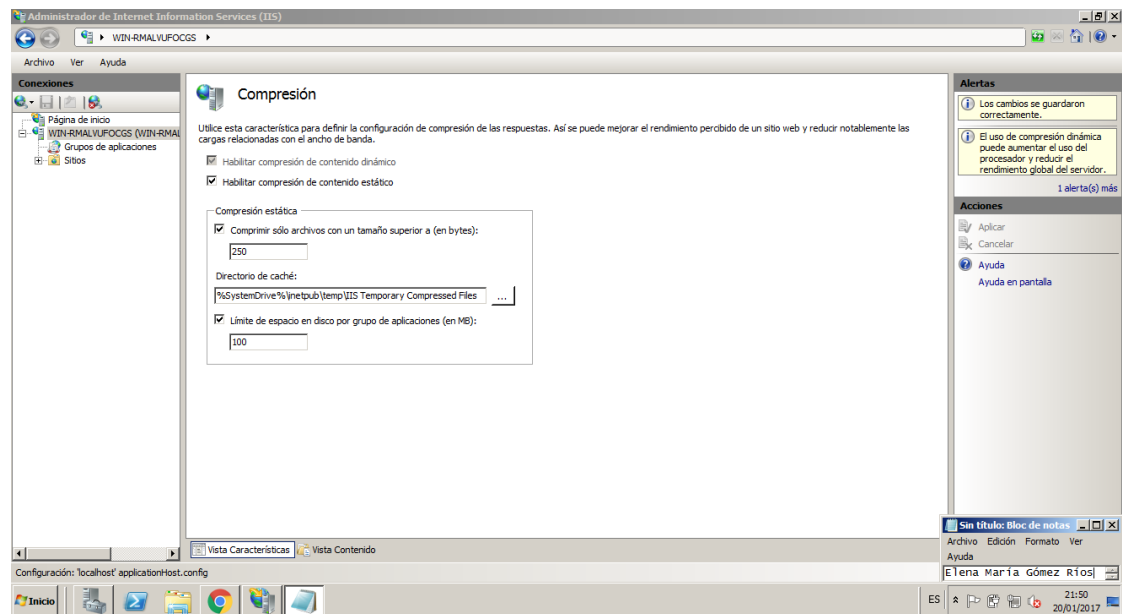 Administrador de Internet Information Services (IIS)
WIN-RMALVUFOCGS
Archivo Ver Ayuda
Conexiones
Página de inicio
WIN-RMALVUFOCGS (WIN-RMAL
Grupos de aplicaciones
Sitios
Compresión
Utilice esta característica para definir la configuración de compresión de las respuestas. Así se puede mejorar el rendimiento percibido de un sitio web y reducir notablemente las
cargas relacionadas con el ancho de banda.
Habilitar compresión de contenido dinámico
Habilitar compresión de contenido estático
Compresión estática
Comprimir sólo archivos con un tamaño superior a (en bytes):
250
Directorio de caché:
%SystemDrive%\inetpub\temp\IIS Temporary Compressed Files
...
Límite de espacio en disco por grupo de aplicaciones (en MB):
100
Vista Características
Vista Contenido
Alertas
Los cambios se guardaron
correctamente.
El uso de compresión dinámica
puede aumentar el uso del
procesador y reducir el
rendimiento global del servidor.
1 alerta(s) más
Acciones
Aplicar
Cancelar
Ayuda
Ayuda en pantalla
Configuración: 'localhost' applicationHost.config
Sin título: Bloc de notas
Archivo Edición Formato Ver
Ayuda
Elena María Gómez Ríos
Inicio
ES
21:50
20/01/2017